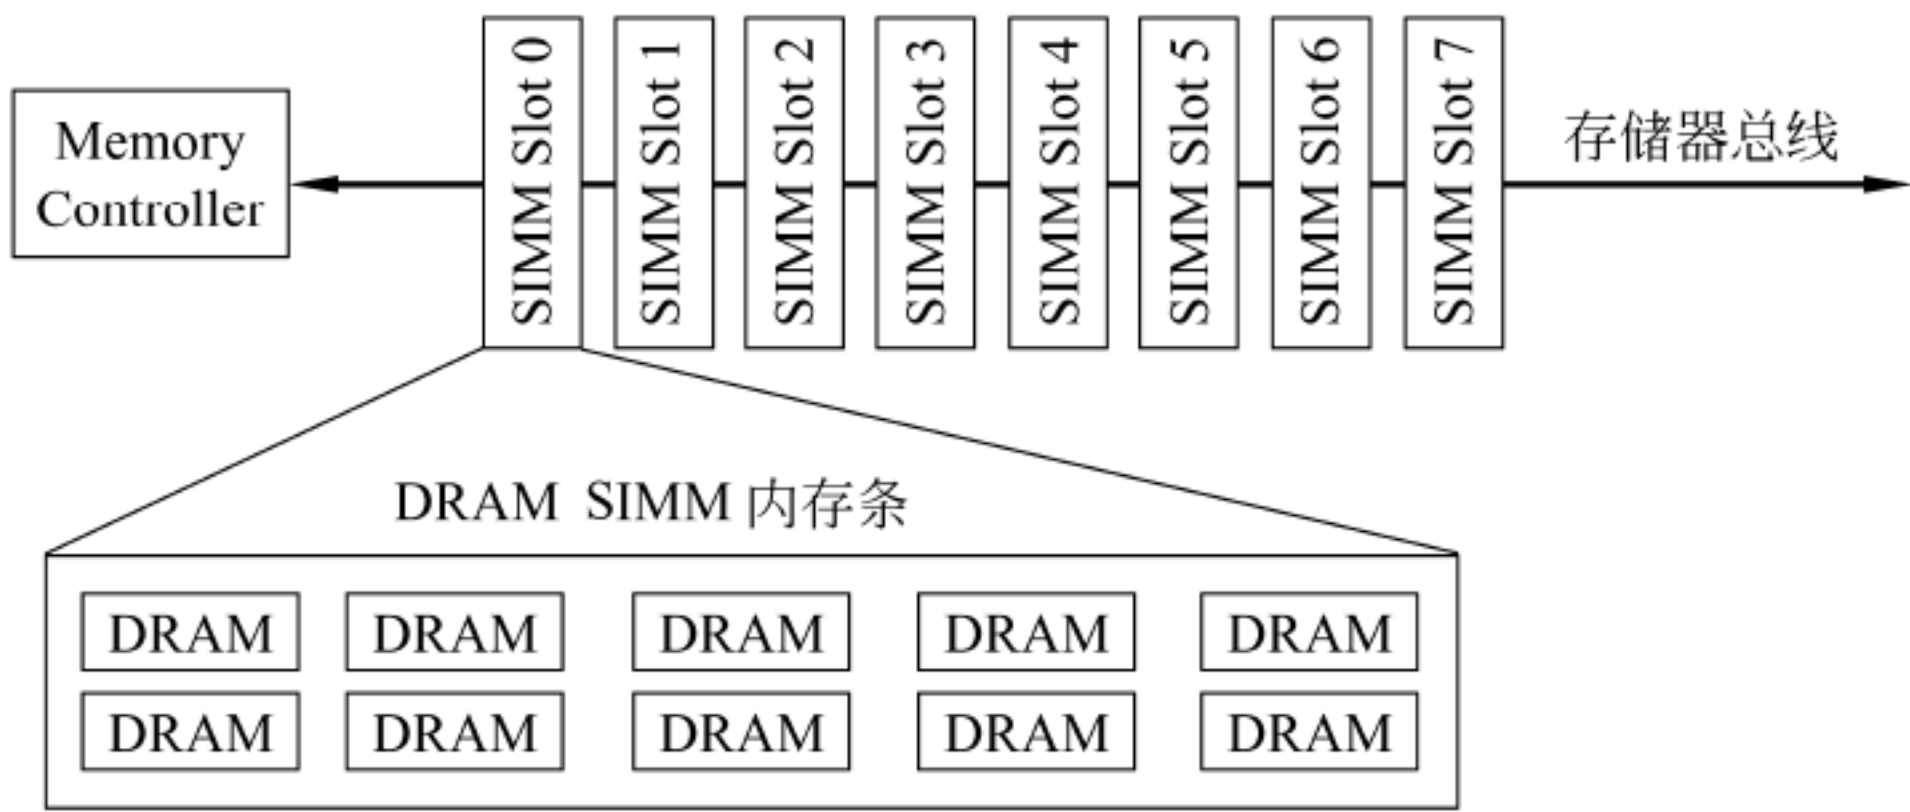 Memory
Controller
SIMM Slot 0
SIMM Slot 1
SIMM Slot 2
SIMM Slot 3
SIMM Slot 4
SIMM Slot 5
SIMM Slot 6
SIMM Slot 7
存储器总线
DRAM SIMM 内存条
DRAM DRAM DRAM DRAM DRAM
DRAM DRAM DRAM DRAM DRAM